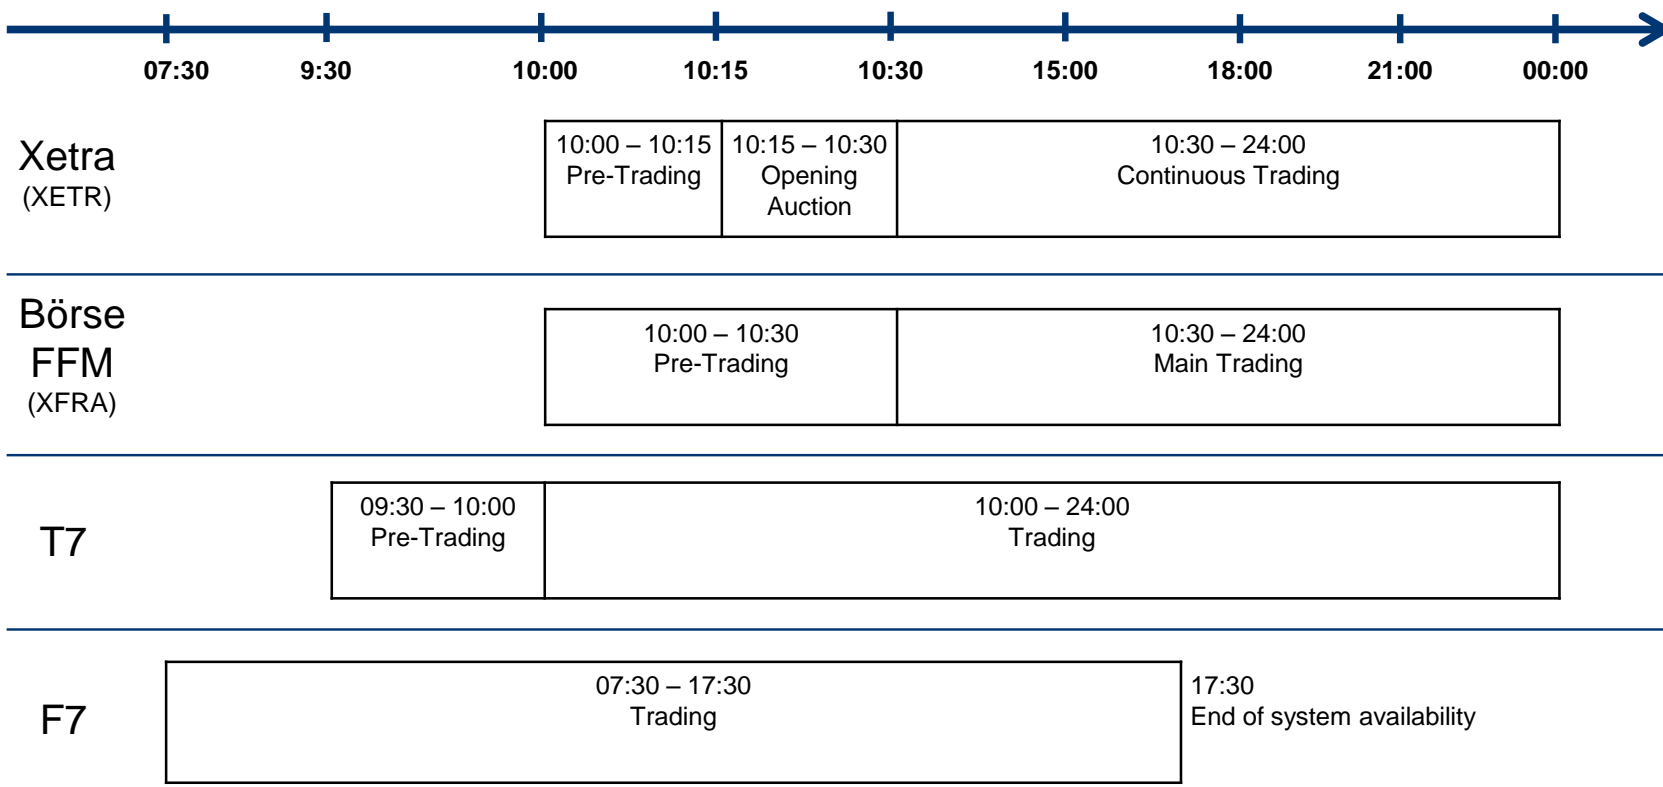 07:30 9:30 10:00 10:15 10:30 15:00 18:00 21:00 00:00
Xetra
(XETR)
10:00 – 10:15
Pre-Trading
10:15 – 10:30
Opening
Auction
10:30 – 24:00
Continuous Trading
Börse
FFM
(XFRA)
10:00 – 10:30
Pre-Trading
10:30 – 24:00
Main Trading
T7
09:30 – 10:00
Pre-Trading
10:00 – 24:00
Trading
F7
07:30 – 17:30
Trading
17:30
End of system availability